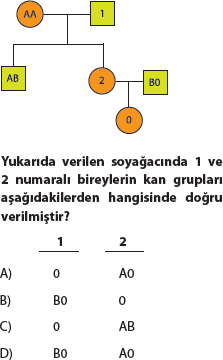 AA 1
AB 2 B0
0
Yukarıda verilen soyağacında 1 ve
2 numaralı bireylerin kan grupları
aşağıdakilerden hangisinde doğru
verilmiştir?
1 2
A) 0 A0
B) B0 0
C) 0 AB
D) B0 A0